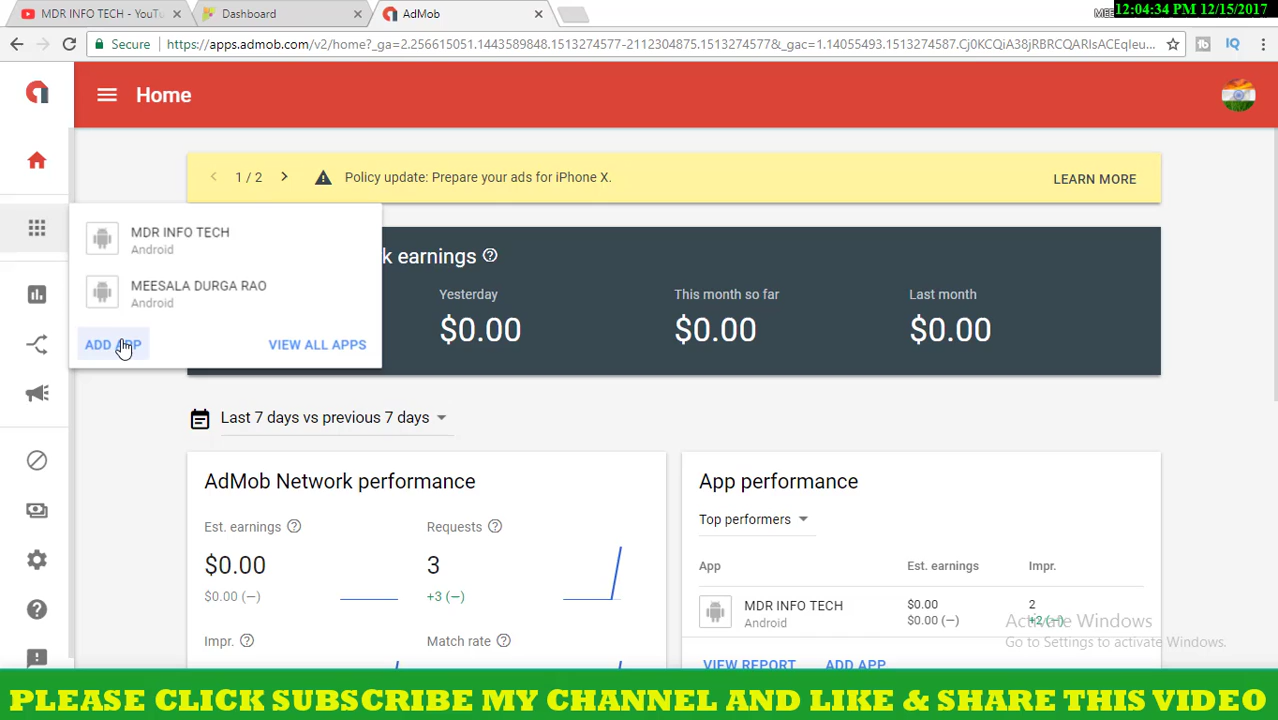 MDR INFO TECH - YouTu
Dashboard
AdMob
MEE
12:04:34 PM 12/15/2017
Secure
https://apps.admob.com/v2/home?_ga=2.256615051.1443589848.1513274577-2112304875.1513274577&_gac=1.14055493.1513274587.Cj0KCQiA38jRBRCQARIsACEqIeu...
Home
1 / 2
Policy update: Prepare your ads for iPhone X.
LEARN MORE
MDR INFO TECH
Android
MEESALA DURGA RAO
Android
ADD APP
VIEW ALL APPS
k earnings
Yesterday
$0.00
This month so far
$0.00
Last month
$0.00
Last 7 days vs previous 7 days
AdMob Network performance
Est. earnings
$0.00
$0.00 (—)
Requests
3
+3 (—)
Impr.
Match rate
App performance
Top performers
App Est. earnings Impr.
MDR INFO TECH
Android
$0.00
$0.00 (—)
2
+2 (—)
VIEW REPORT ADD APP
Activate Windows
Go to Settings to activate Windows.
PLEASE CLICK SUBSCRIBE MY CHANNEL AND LIKE & SHARE THIS VIDEO